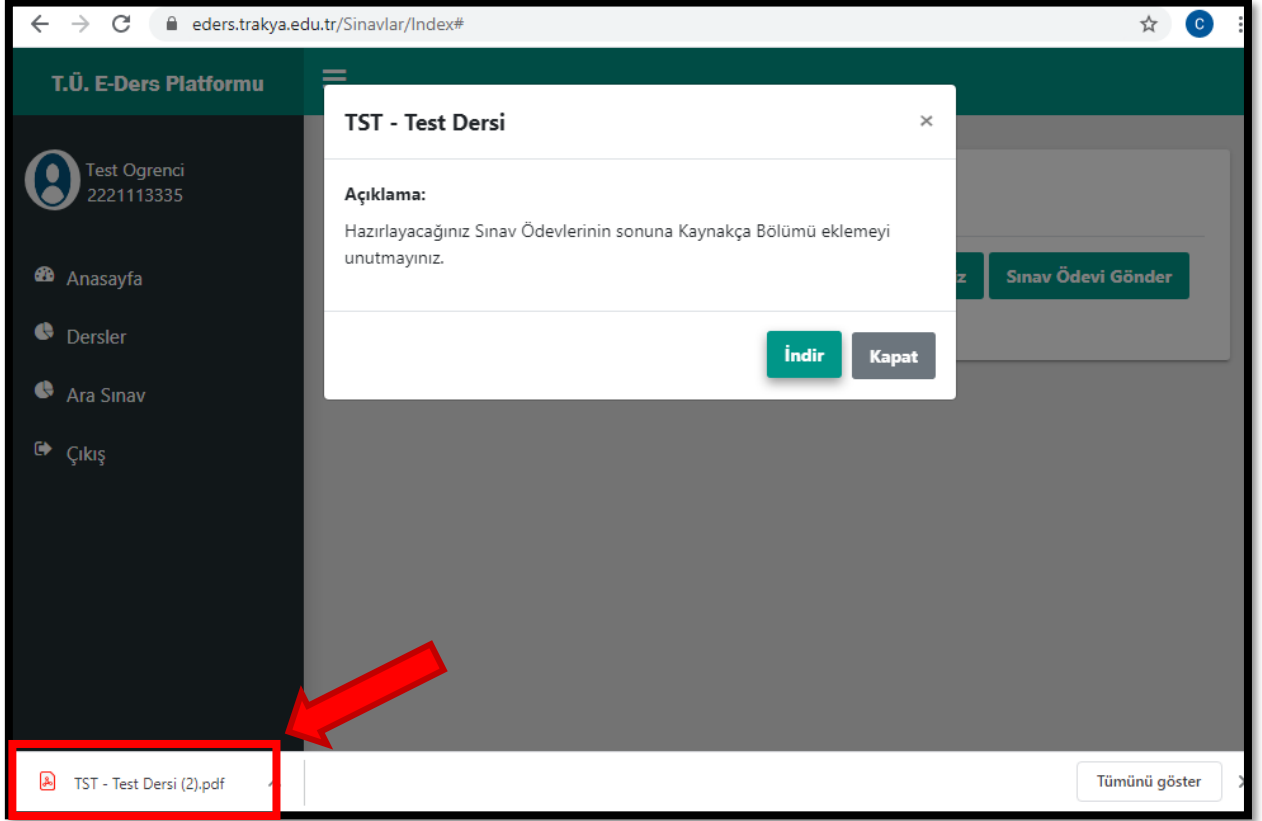 eders.trakya.edu.tr/Sinavlar/Index#
C
T.Ü. E-Ders Platformu
Test Ogrenci
2221113335
Anasayfa
Dersler
Ara Sınav
Çıkış
TST - Test Dersi
×
Açıklama:
Hazırlayacağınız Sınav Ödevlerinin sonuna Kaynakça Bölümü eklemeyi
unutmayınız.
İndir
Kapat
z
Sınav Ödevi Gönder
TST - Test Dersi (2).pdf
Tümünü göster